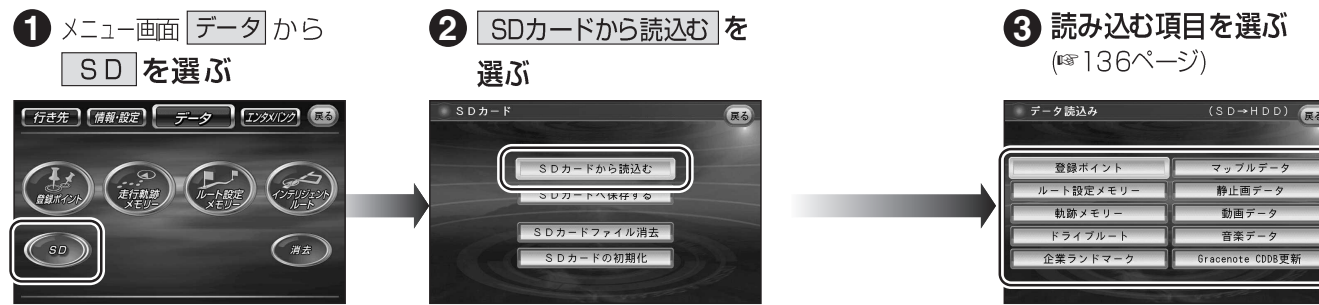 1 メニュー画面 データ から
SD を選ぶ
行き先 情報・設定 データ エンタメ/バンク 戻る
登録ポイント
走行軌跡
メモリー
ルート設定
メモリー
インテリジェント
ルート
SD
消去
2 SDカードから読込む を
選ぶ
SDカード 戻る
SDカードから読込む
SDカードへ保存する
SDカードファイル消去
SDカードの初期化
3 読み込む項目を選ぶ
(☞136ページ)
データ読込み (SD→HDD) 戻る
登録ポイント マップルデータ
ルート設定メモリー 静止画データ
軌跡メモリー 動画データ
ドライブルート 音楽データ
企業ランドマーク Gracenote CDDB更新